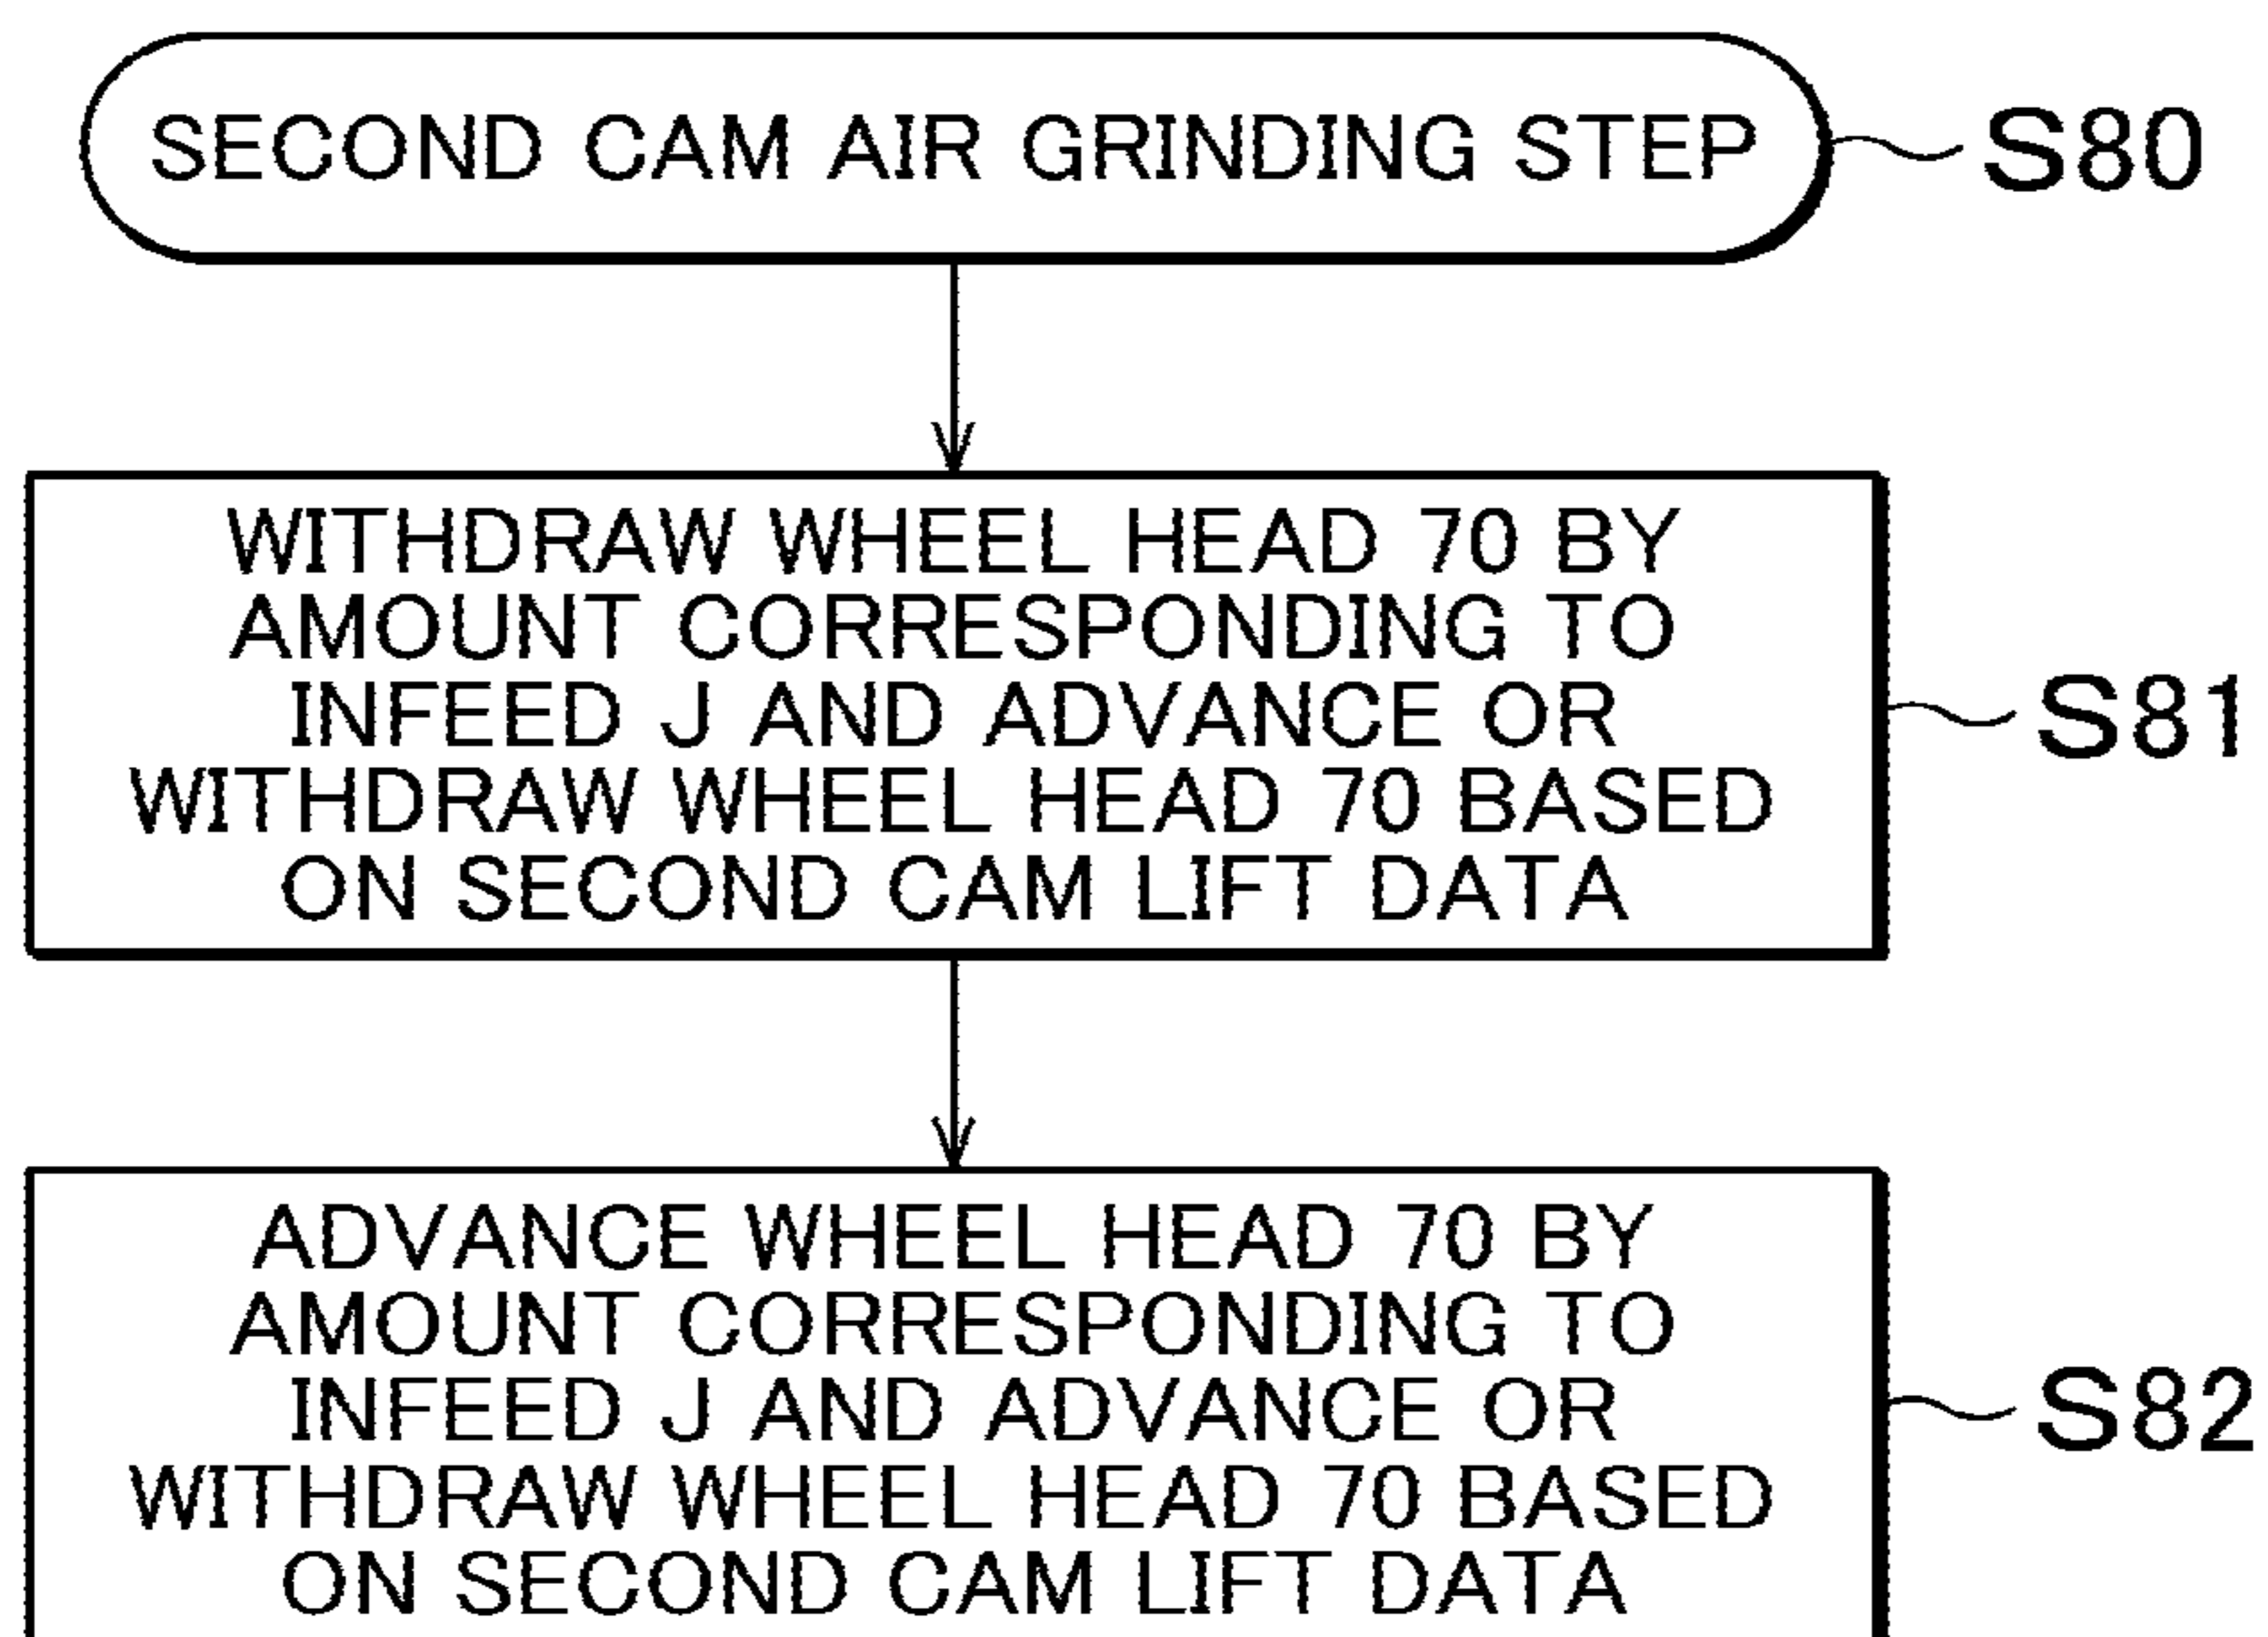 SECOND CAM AIR GRINDING STEP
S80
WITHDRAW WHEEL HEAD 70 BY
AMOUNT CORRESPONDING TO
INFEED J AND ADVANCE OR
WITHDRAW WHEEL HEAD 70 BASED
ON SECOND CAM LIFT DATA
S81
ADVANCE WHEEL HEAD 70 BY
AMOUNT CORRESPONDING TO
INFEED J AND ADVANCE OR
WITHDRAW WHEEL HEAD 70 BASED
ON SECOND CAM LIFT DATA
S82